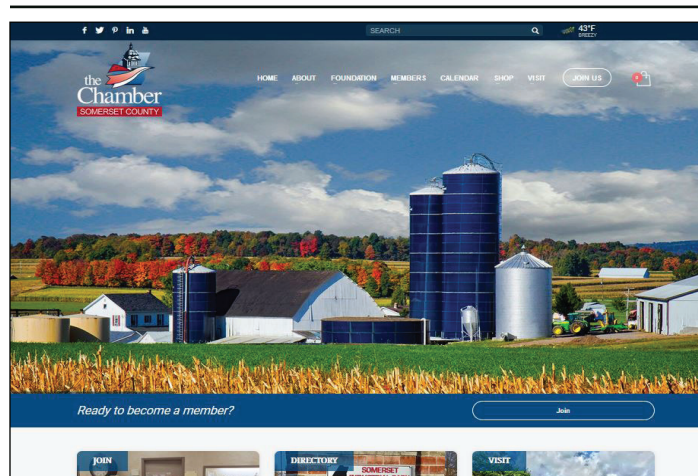 SEARCH
43°F
BREEZY
the
Chamber
SOMERSET COUNTY
HOME ABOUT FOUNDATION MEMBERS CALENDAR SHOP VISIT JOIN US
Ready to become a member?
Join
JOIN
DIRECTORY
VISIT
SOMERSET